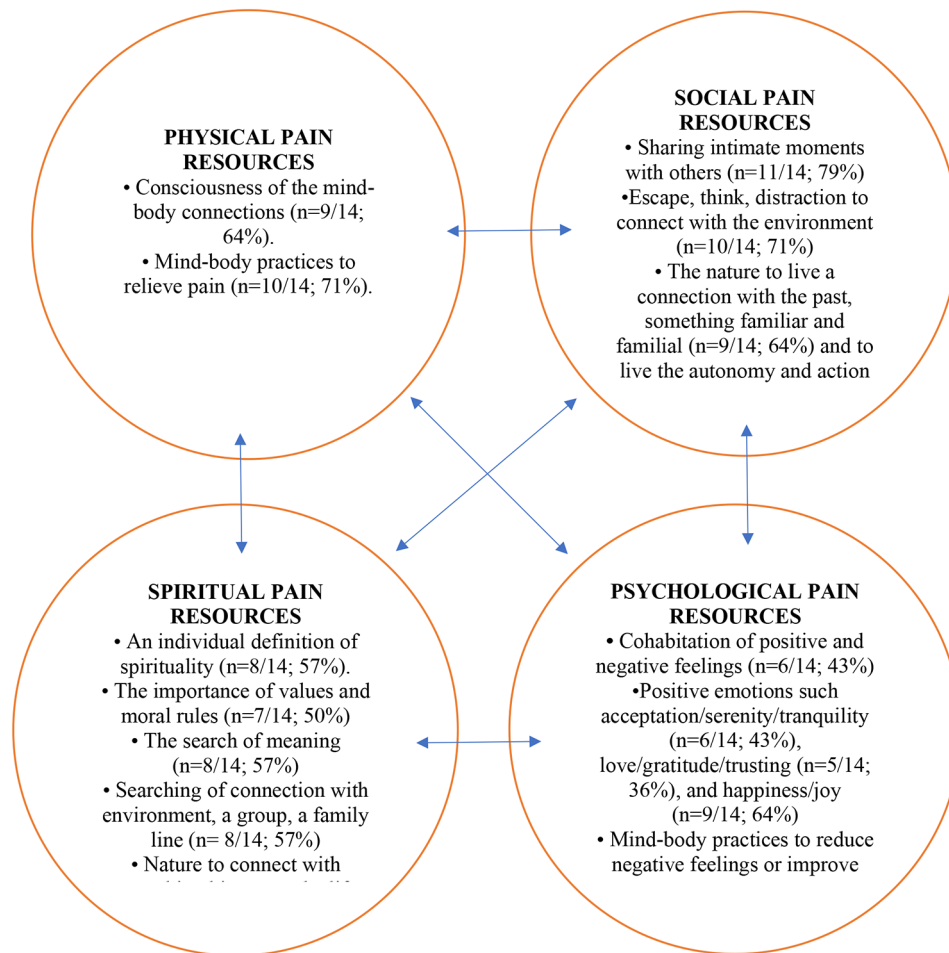 PHYSICAL PAIN
RESOURCES
• Consciousness of the mind-
body connections (n=9/14;
64%).
• Mind-body practices to
relieve pain (n=10/14; 71%).
SOCIAL PAIN
RESOURCES
• Sharing intimate moments
with others (n=11/14; 79%)
•Escape, think, distraction to
connect with the environment
(n=10/14; 71%)
• The nature to live a
connection with the past,
something familiar and
familial (n=9/14; 64%) and to
live the autonomy and action
SPIRITUAL PAIN
RESOURCES
• An individual definition of
spirituality (n=8/14; 57%).
• The importance of values and
moral rules (n=7/14; 50%)
• The search of meaning
(n=8/14; 57%)
• Searching of connection with
environment, a group, a family
line (n= 8/14; 57%)
• Nature to connect with
PSYCHOLOGICAL PAIN
RESOURCES
• Cohabitation of positive and
negative feelings (n=6/14; 43%)
•Positive emotions such
acceptation/serenity/tranquility
(n=6/14; 43%),
love/gratitude/trusting (n=5/14;
36%), and happiness/joy
(n=9/14; 64%)
• Mind-body practices to reduce
negative feelings or improve